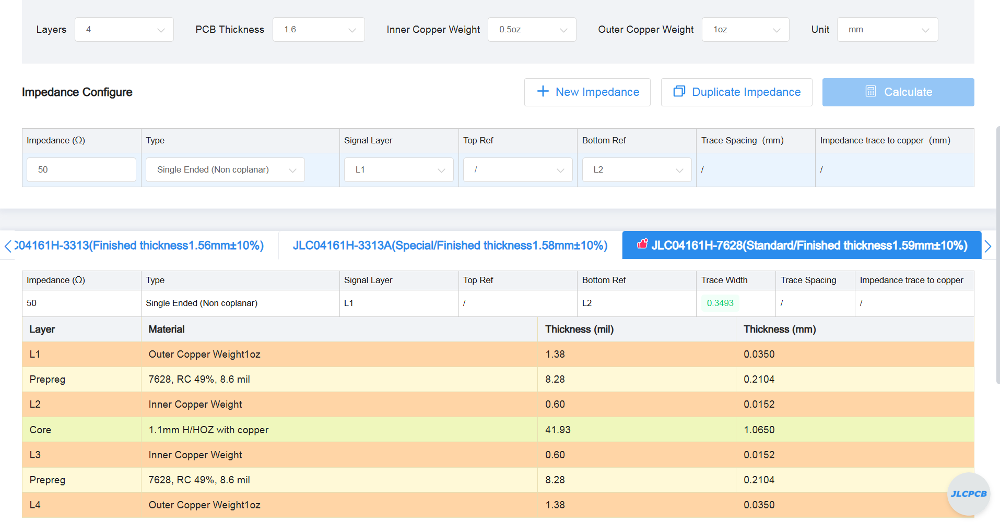 Layers 4 PCB Thickness 1.6 Inner Copper Weight 0.5oz Outer Copper Weight 1oz Unit mm
Impedance Configure New Impedance Duplicate Impedance Calculate
Impedance (Ω) Type Signal Layer Top Ref Bottom Ref Trace Spacing (mm) Impedance trace to copper (mm)
50 Single Ended (Non coplanar) L1 / L2 / /
C04161H-3313(Finished thickness1.56mm±10%) JLC04161H-3313A(Special/Finished thickness1.58mm±10%) JLC04161H-7628(Standard/Finished thickness1.59mm±10%)
Impedance (Ω) Type Signal Layer Top Ref Bottom Ref Trace Width Trace Spacing Impedance trace to copper
50 Single Ended (Non coplanar) L1 / L2 0.3493 / /
Layer Material Thickness (mil) Thickness (mm)
L1 Outer Copper Weight1oz 1.38 0.0350
Prepreg 7628, RC 49%, 8.6 mil 8.28 0.2104
L2 Inner Copper Weight 0.60 0.0152
Core 1.1mm H/HOZ with copper 41.93 1.0650
L3 Inner Copper Weight 0.60 0.0152
Prepreg 7628, RC 49%, 8.6 mil 8.28 0.2104
L4 Outer Copper Weight1oz 1.38 0.0350
JLCPCB